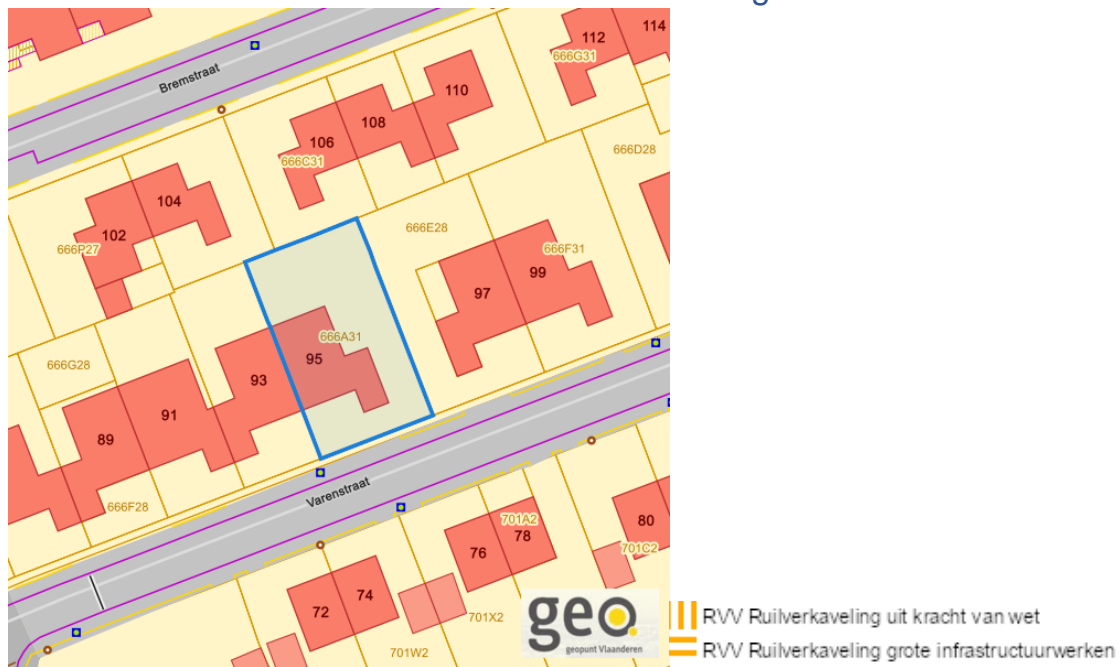 Bremstraat
112
114
666G31
110
108
106
666C31
666D28
104
102
666P27
666E28
666F31
99
97
666A31
95
93
666G28
91
89
666F28
Varenstraat
701A2
78
76
80
701C2
74
72
701X2
701W2
geo
geopunt Vlaanderen
RVV Ruilverkaveling uit kracht van wet
RVV Ruilverkaveling grote infrastructuurwerken